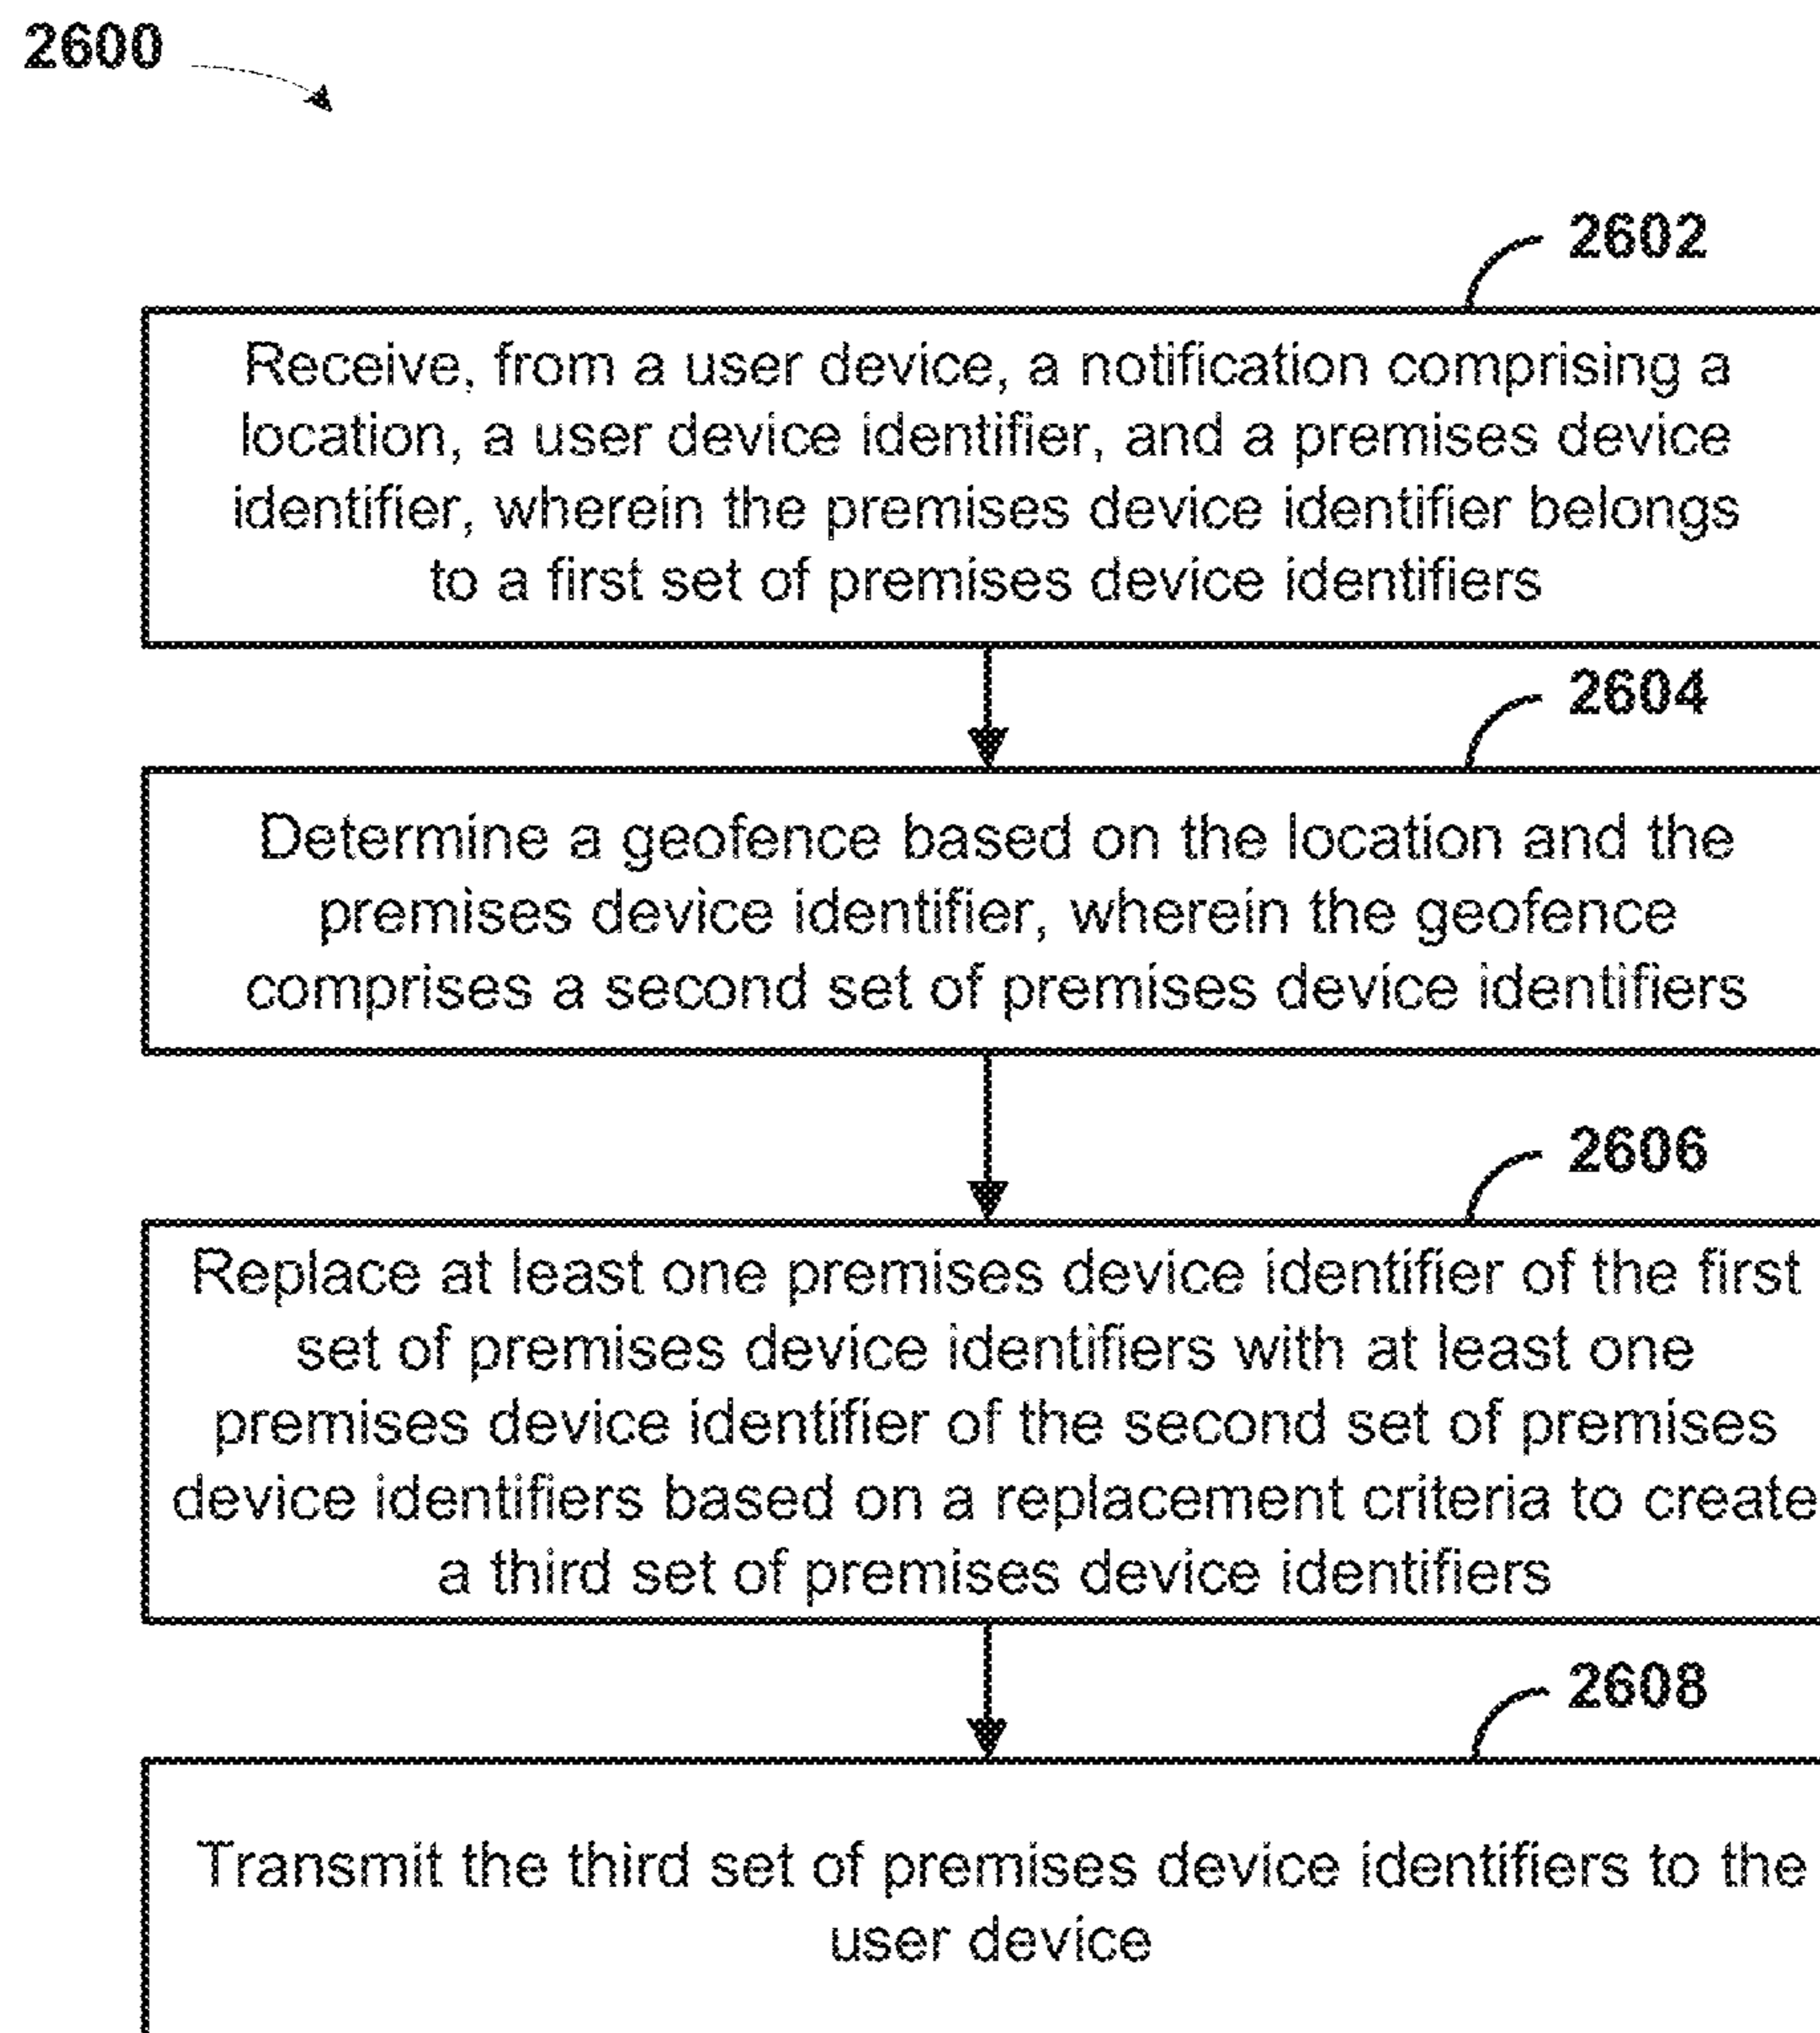 2600
2602
Receive, from a user device, a notification comprising a
location, a user device identifier, and a premises device
identifier, wherein the premises device identifier belongs
to a first set of premises device identifiers
2604
Determine a geofence based on the location and the
premises device identifier, wherein the geofence
comprises a second set of premises device identifiers
2606
Replace at least one premises device identifier of the first
set of premises device identifiers with at least one
premises device identifier of the second set of premises
device identifiers based on a replacement criteria to create
a third set of premises device identifiers
2608
Transmit the third set of premises device identifiers to the
user device